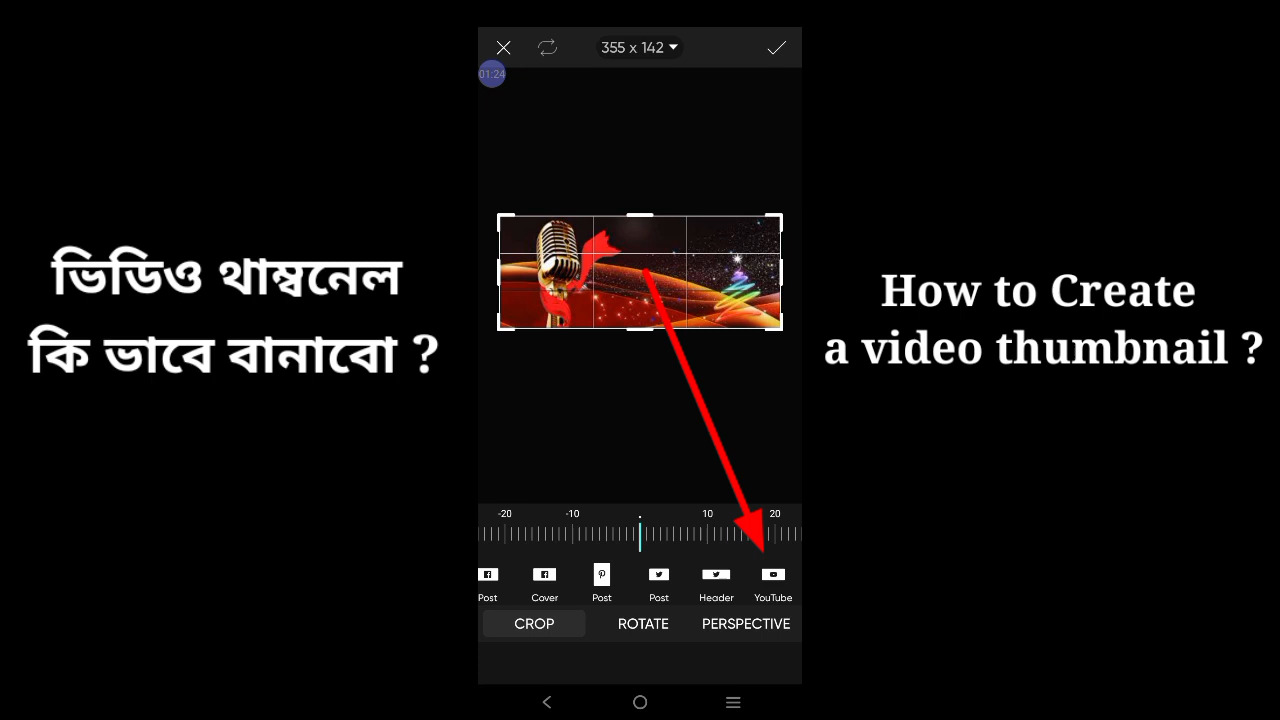 355 x 142
01:24
ভিডিও থাম্বনেল
কি ভাবে বানাবো ?
How to Create
a video thumbnail ?
-20 -10 10 20
Post Cover Post Post Header YouTube
CROP ROTATE PERSPECTIVE